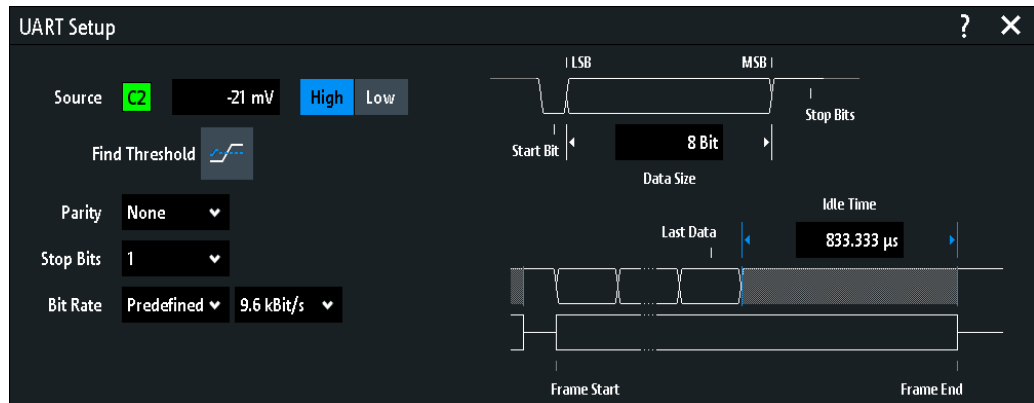 UART Setup ? ✕
Source C2 -21 mV High Low
Find Threshold
Parity None
Stop Bits 1
Bit Rate Predefined 9.6 kBit/s
LSB MSB
Stop Bits
Start Bit
8 Bit
Data Size
Idle Time
Last Data
833.333 µs
Frame Start Frame End